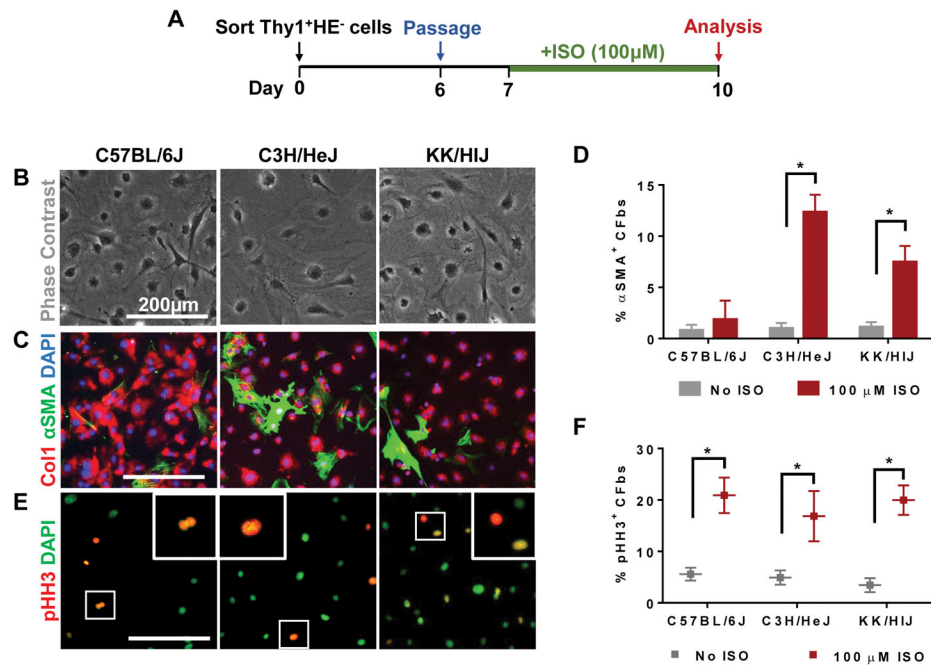 A
Sort Thy1⁺HE⁻ cells
Passage
Analysis
+ISO (100µM)
Day 0 6 7 10
C57BL/6J C3H/HeJ KK/HIJ
B
Phase Contrast
200µm
C
Col1 αSMA DAPI
E
pHH3 DAPI
D
% αSMA⁺ CFbs
15
10
5
0
* *
C57BL/6J C3H/HeJ KK/HIJ
No ISO 100 µM ISO
F
% pHH3⁺ CFbs
30
20
10
0
* * *
C57BL/6J C3H/HeJ KK/HIJ
No ISO 100 µM ISO